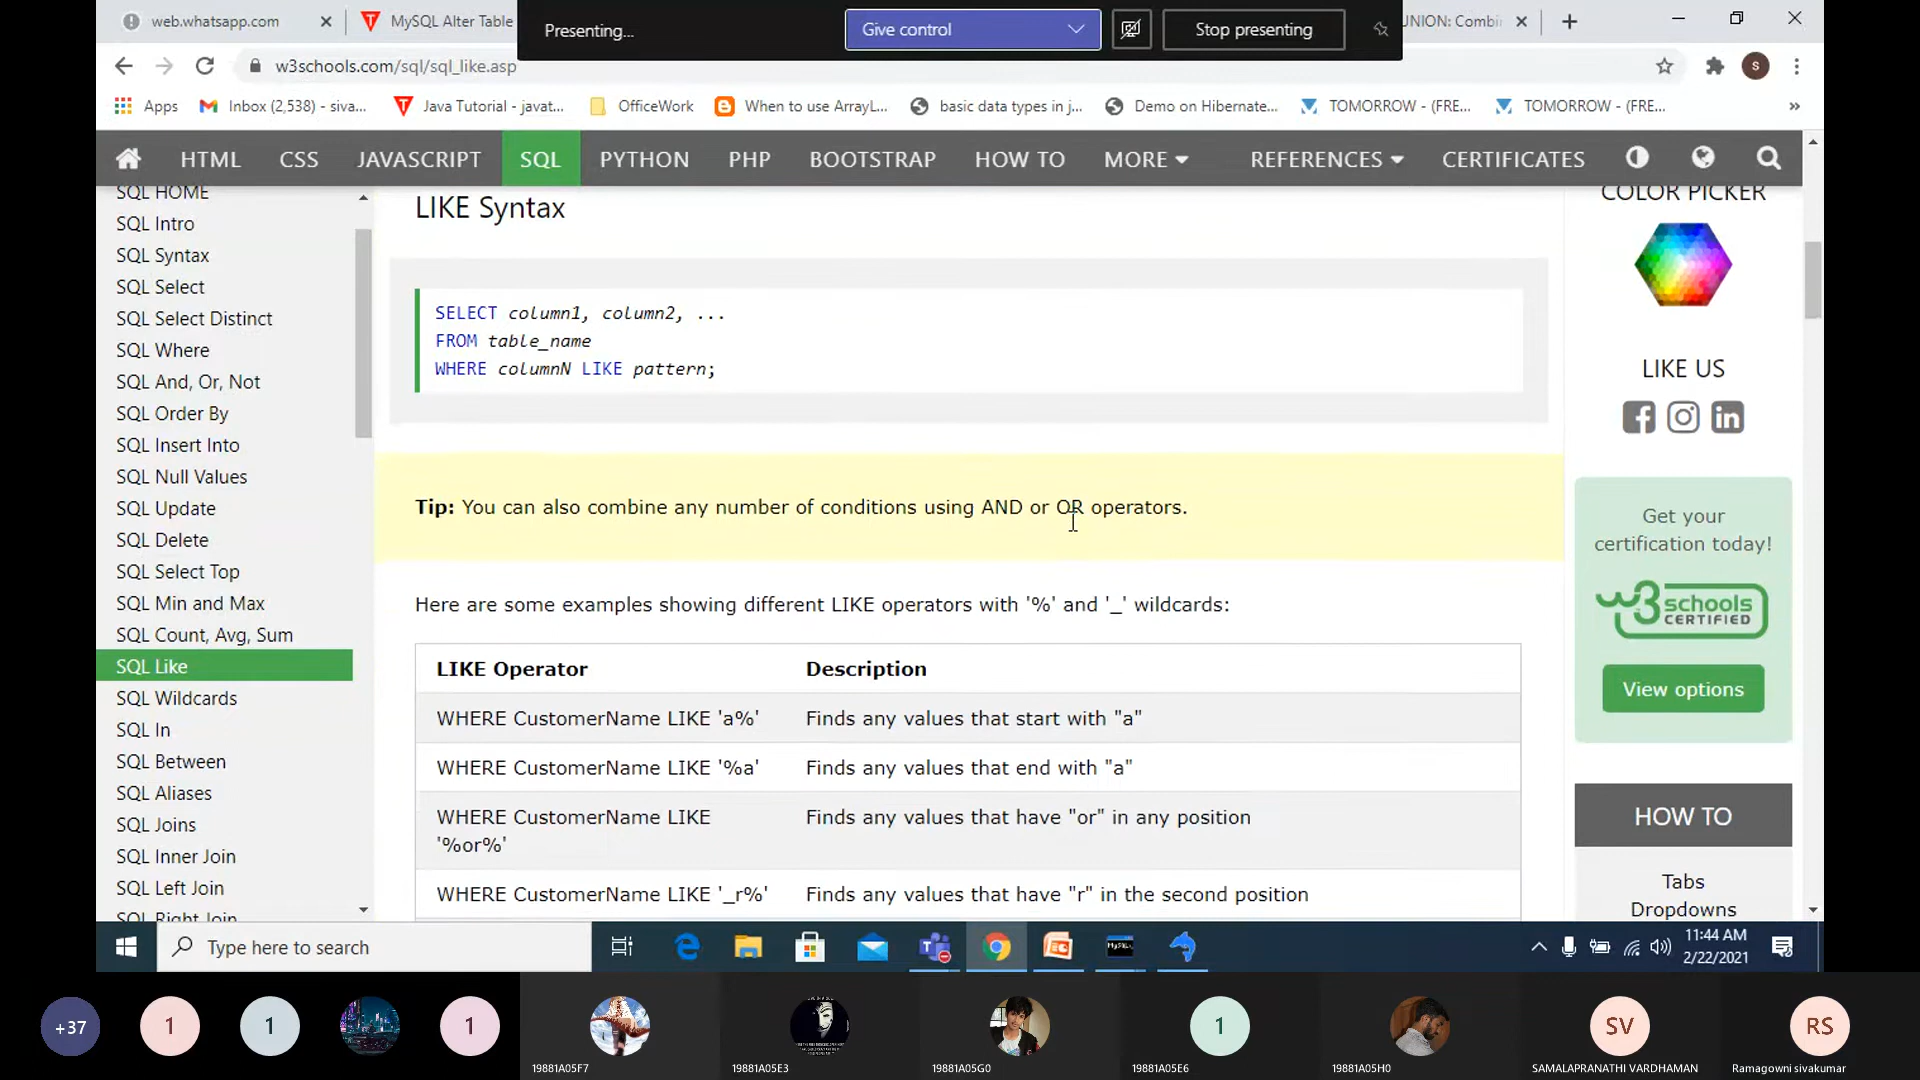 web.whatsapp.com
MySQL Alter Table
Presenting...
Give control
Stop presenting
UNION: Combi
w3schools.com/sql/sql_like.asp
S
Apps
Inbox (2,538) - siva...
Java Tutorial - javat...
OfficeWork
When to use ArrayL...
basic data types in j...
Demo on Hibernate...
TOMORROW - (FRE...
TOMORROW - (FRE...
»
HTML
CSS
JAVASCRIPT
SQL
PYTHON
PHP
BOOTSTRAP
HOW TO
MORE
REFERENCES
CERTIFICATES
SQL HOME
SQL Intro
SQL Syntax
SQL Select
SQL Select Distinct
SQL Where
SQL And, Or, Not
SQL Order By
SQL Insert Into
SQL Null Values
SQL Update
SQL Delete
SQL Select Top
SQL Min and Max
SQL Count, Avg, Sum
SQL Like
SQL Wildcards
SQL In
SQL Between
SQL Aliases
SQL Joins
SQL Inner Join
SQL Left Join
SQL Right Join
LIKE Syntax
SELECT column1, column2, ...
FROM table_name
WHERE columnN LIKE pattern;
Tip: You can also combine any number of conditions using AND or OR operators.
Here are some examples showing different LIKE operators with '%' and '_' wildcards:
LIKE Operator
Description
WHERE CustomerName LIKE 'a%'
Finds any values that start with "a"
WHERE CustomerName LIKE '%a'
Finds any values that end with "a"
WHERE CustomerName LIKE
'%or%'
Finds any values that have "or" in any position
WHERE CustomerName LIKE '_r%'
Finds any values that have "r" in the second position
COLOR PICKER
LIKE US
Get your
certification today!
w3schools
CERTIFIED
View options
HOW TO
Tabs
Dropdowns
Type here to search
11:44 AM
2/22/2021
+37
1
1
1
19881A05F7
19881A05E3
19881A05G0
1
19881A05E6
19881A05H0
SV
SAMALAPRANATHI VARDHAMAN
RS
Ramagowni sivakumar